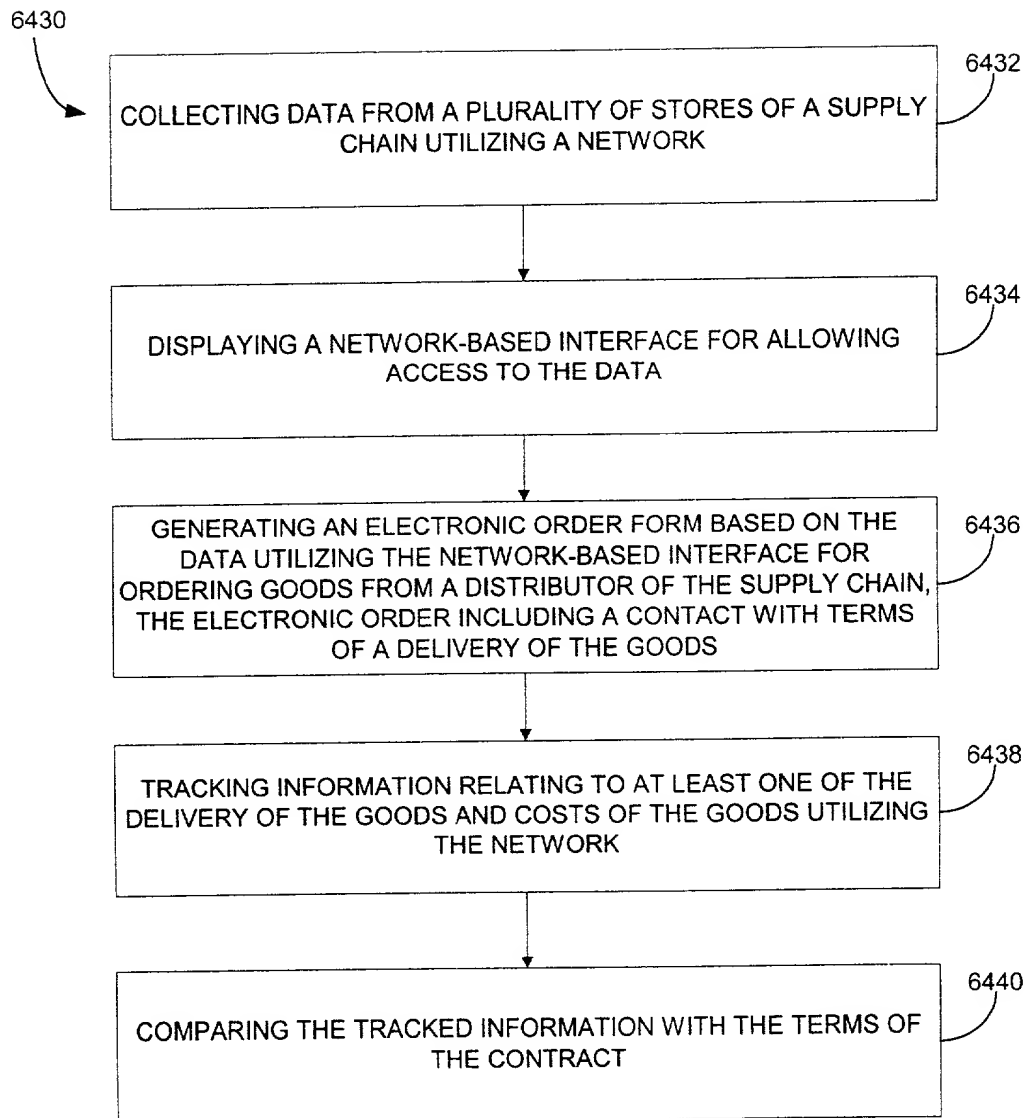 6430
6432
COLLECTING DATA FROM A PLURALITY OF STORES OF A SUPPLY
CHAIN UTILIZING A NETWORK
6434
DISPLAYING A NETWORK-BASED INTERFACE FOR ALLOWING
ACCESS TO THE DATA
6436
GENERATING AN ELECTRONIC ORDER FORM BASED ON THE
DATA UTILIZING THE NETWORK-BASED INTERFACE FOR
ORDERING GOODS FROM A DISTRIBUTOR OF THE SUPPLY CHAIN,
THE ELECTRONIC ORDER INCLUDING A CONTACT WITH TERMS
OF A DELIVERY OF THE GOODS
6438
TRACKING INFORMATION RELATING TO AT LEAST ONE OF THE
DELIVERY OF THE GOODS AND COSTS OF THE GOODS UTILIZING
THE NETWORK
6440
COMPARING THE TRACKED INFORMATION WITH THE TERMS OF
THE CONTRACT